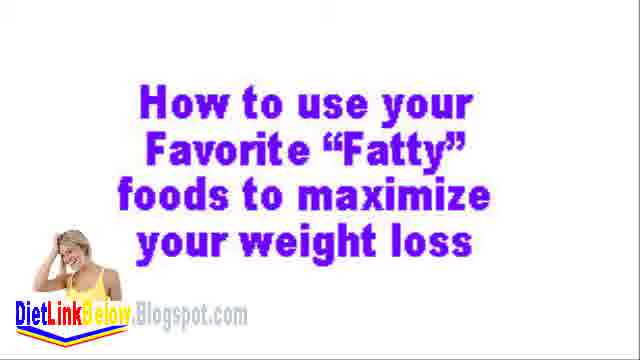 How to use your
Favorite “Fatty”
foods to maximize
your weight loss
DietLinkBelow.Blogspot.com